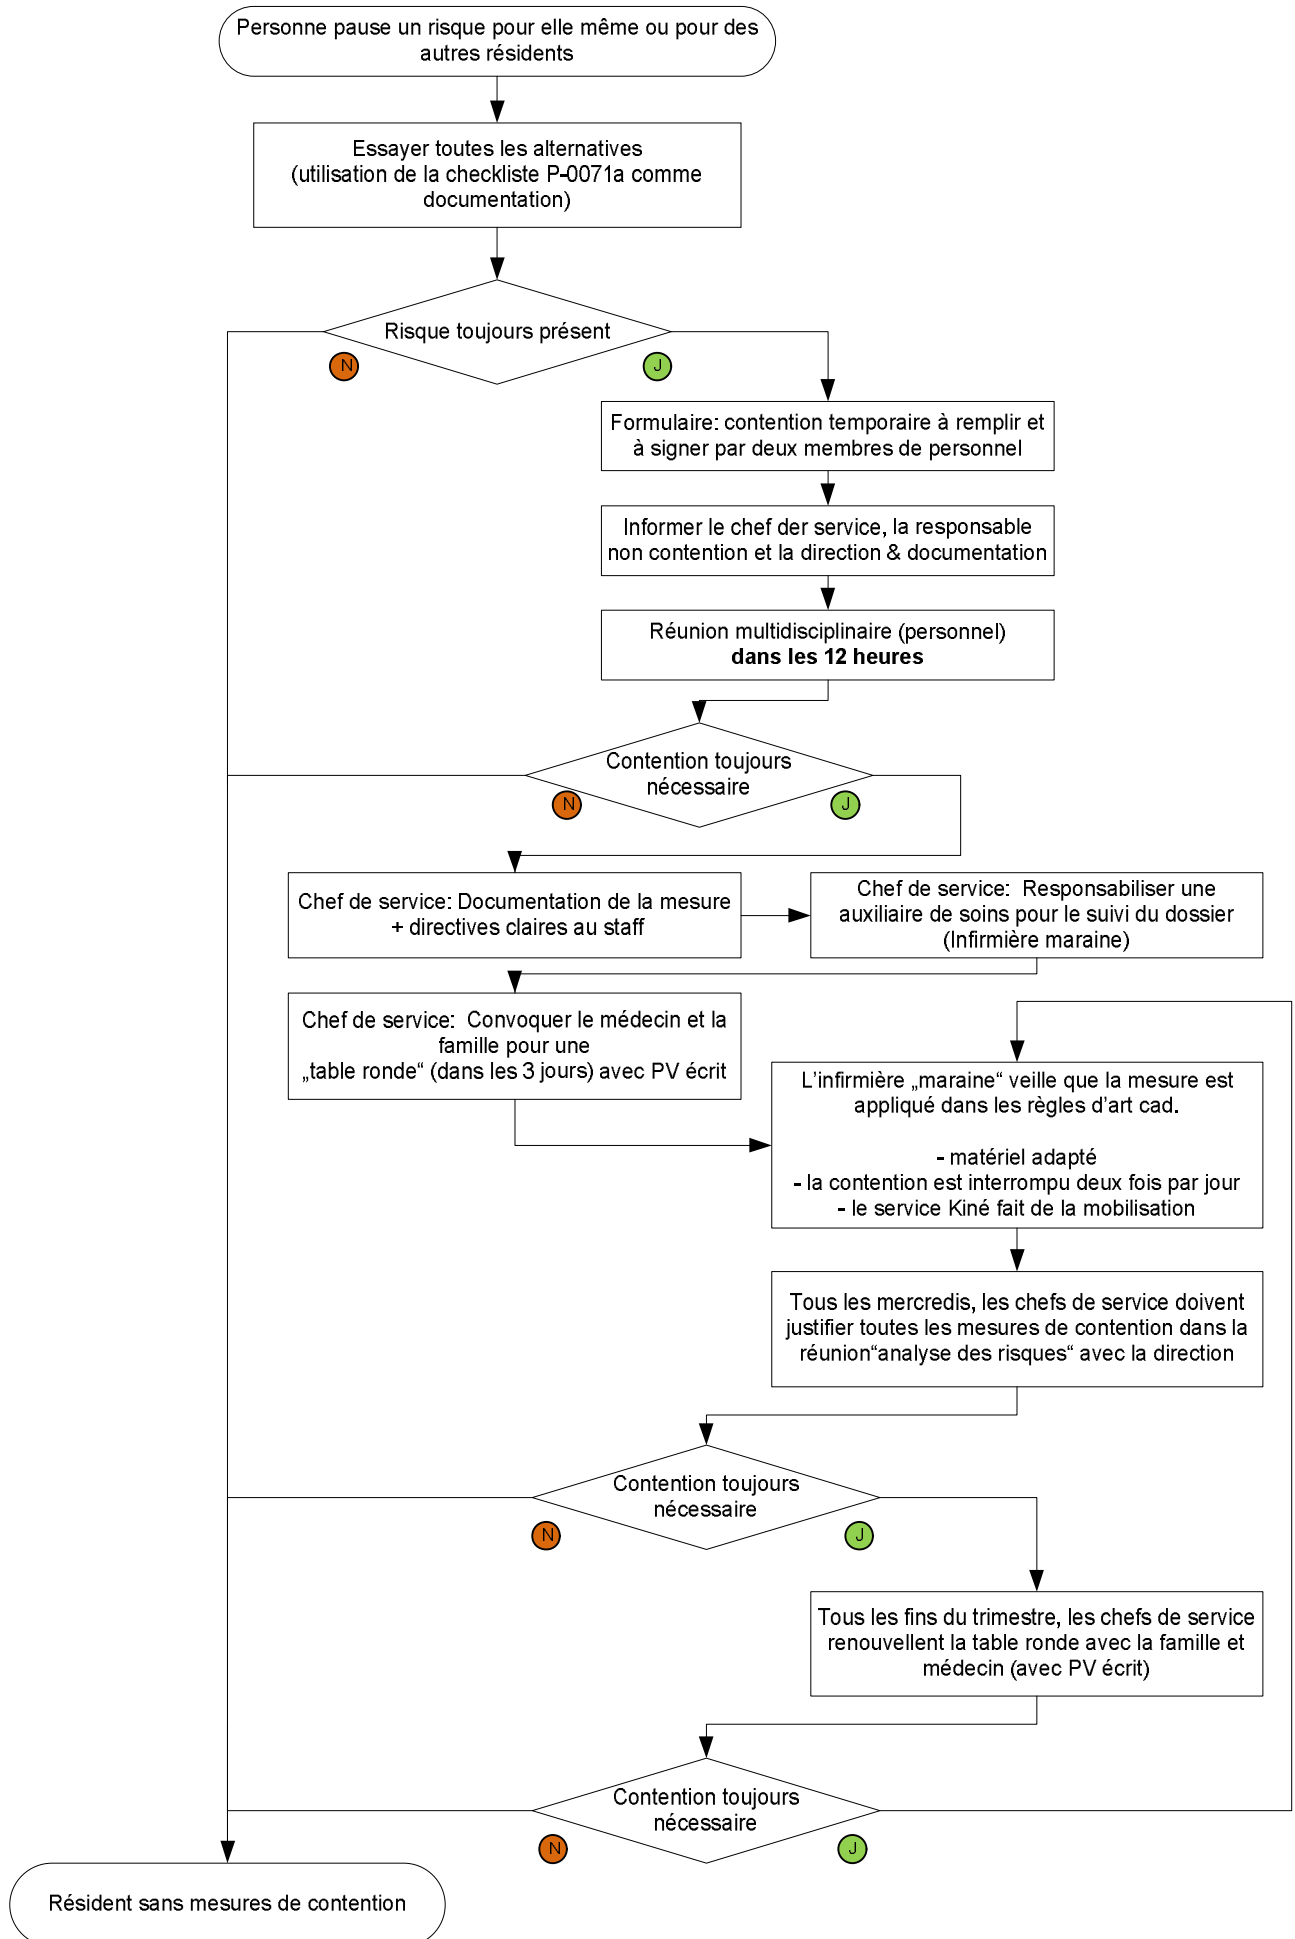 Personne pause un risque pour elle même ou pour des
autres résidents
Essayer toutes les alternatives
(utilisation de la checkliste P-0071a comme
documentation)
Risque toujours présent
N
J
Formulaire: contention temporaire à remplir et
à signer par deux membres de personnel
Informer le chef der service, la responsable
non contention et la direction & documentation
Réunion multidisciplinaire (personnel)
dans les 12 heures
Contention toujours
nécessaire
N
J
Chef de service: Documentation de la mesure
+ directives claires au staff
Chef de service:  Responsabiliser une
auxiliaire de soins pour le suivi du dossier
(Infirmière maraine)
Chef de service:  Convoquer le médecin et la
famille pour une
„table ronde“ (dans les 3 jours) avec PV écrit
L’infirmière „maraine“ veille que la mesure est
appliqué dans les règles d’art cad.
- matériel adapté
- la contention est interrompu deux fois par jour
- le service Kiné fait de la mobilisation
Tous les mercredis, les chefs de service doivent
justifier toutes les mesures de contention dans la
réunion“analyse des risques“ avec la direction
Contention toujours
nécessaire
N
J
Tous les fins du trimestre, les chefs de service
renouvellent la table ronde avec la famille et
médecin (avec PV écrit)
Contention toujours
nécessaire
N
J
Résident sans mesures de contention